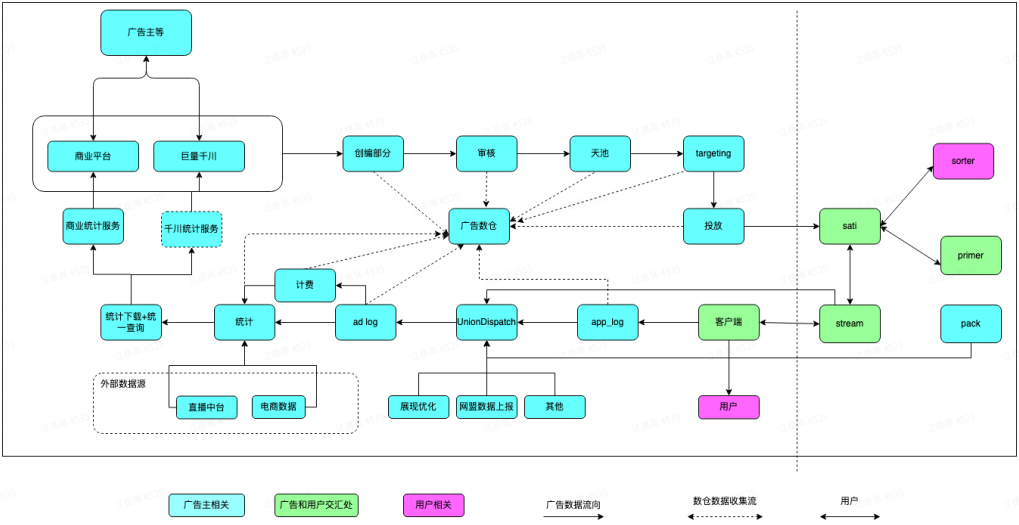 广告主等
商业平台
巨量千川
创编部分
审核
天池
targeting
sorter
商业统计服务
千川统计服务
广告数仓
投放
sati
primer
计费
统计下载+统
一查询
统计
ad log
UnionDispatch
app_log
客户端
stream
pack
外部数据源
直播中台
电商数据
展现优化
网盟数据上报
其他
用户
广告主相关
广告和用户交汇处
用户相关
广告数据流向
数仓数据收集流
用户